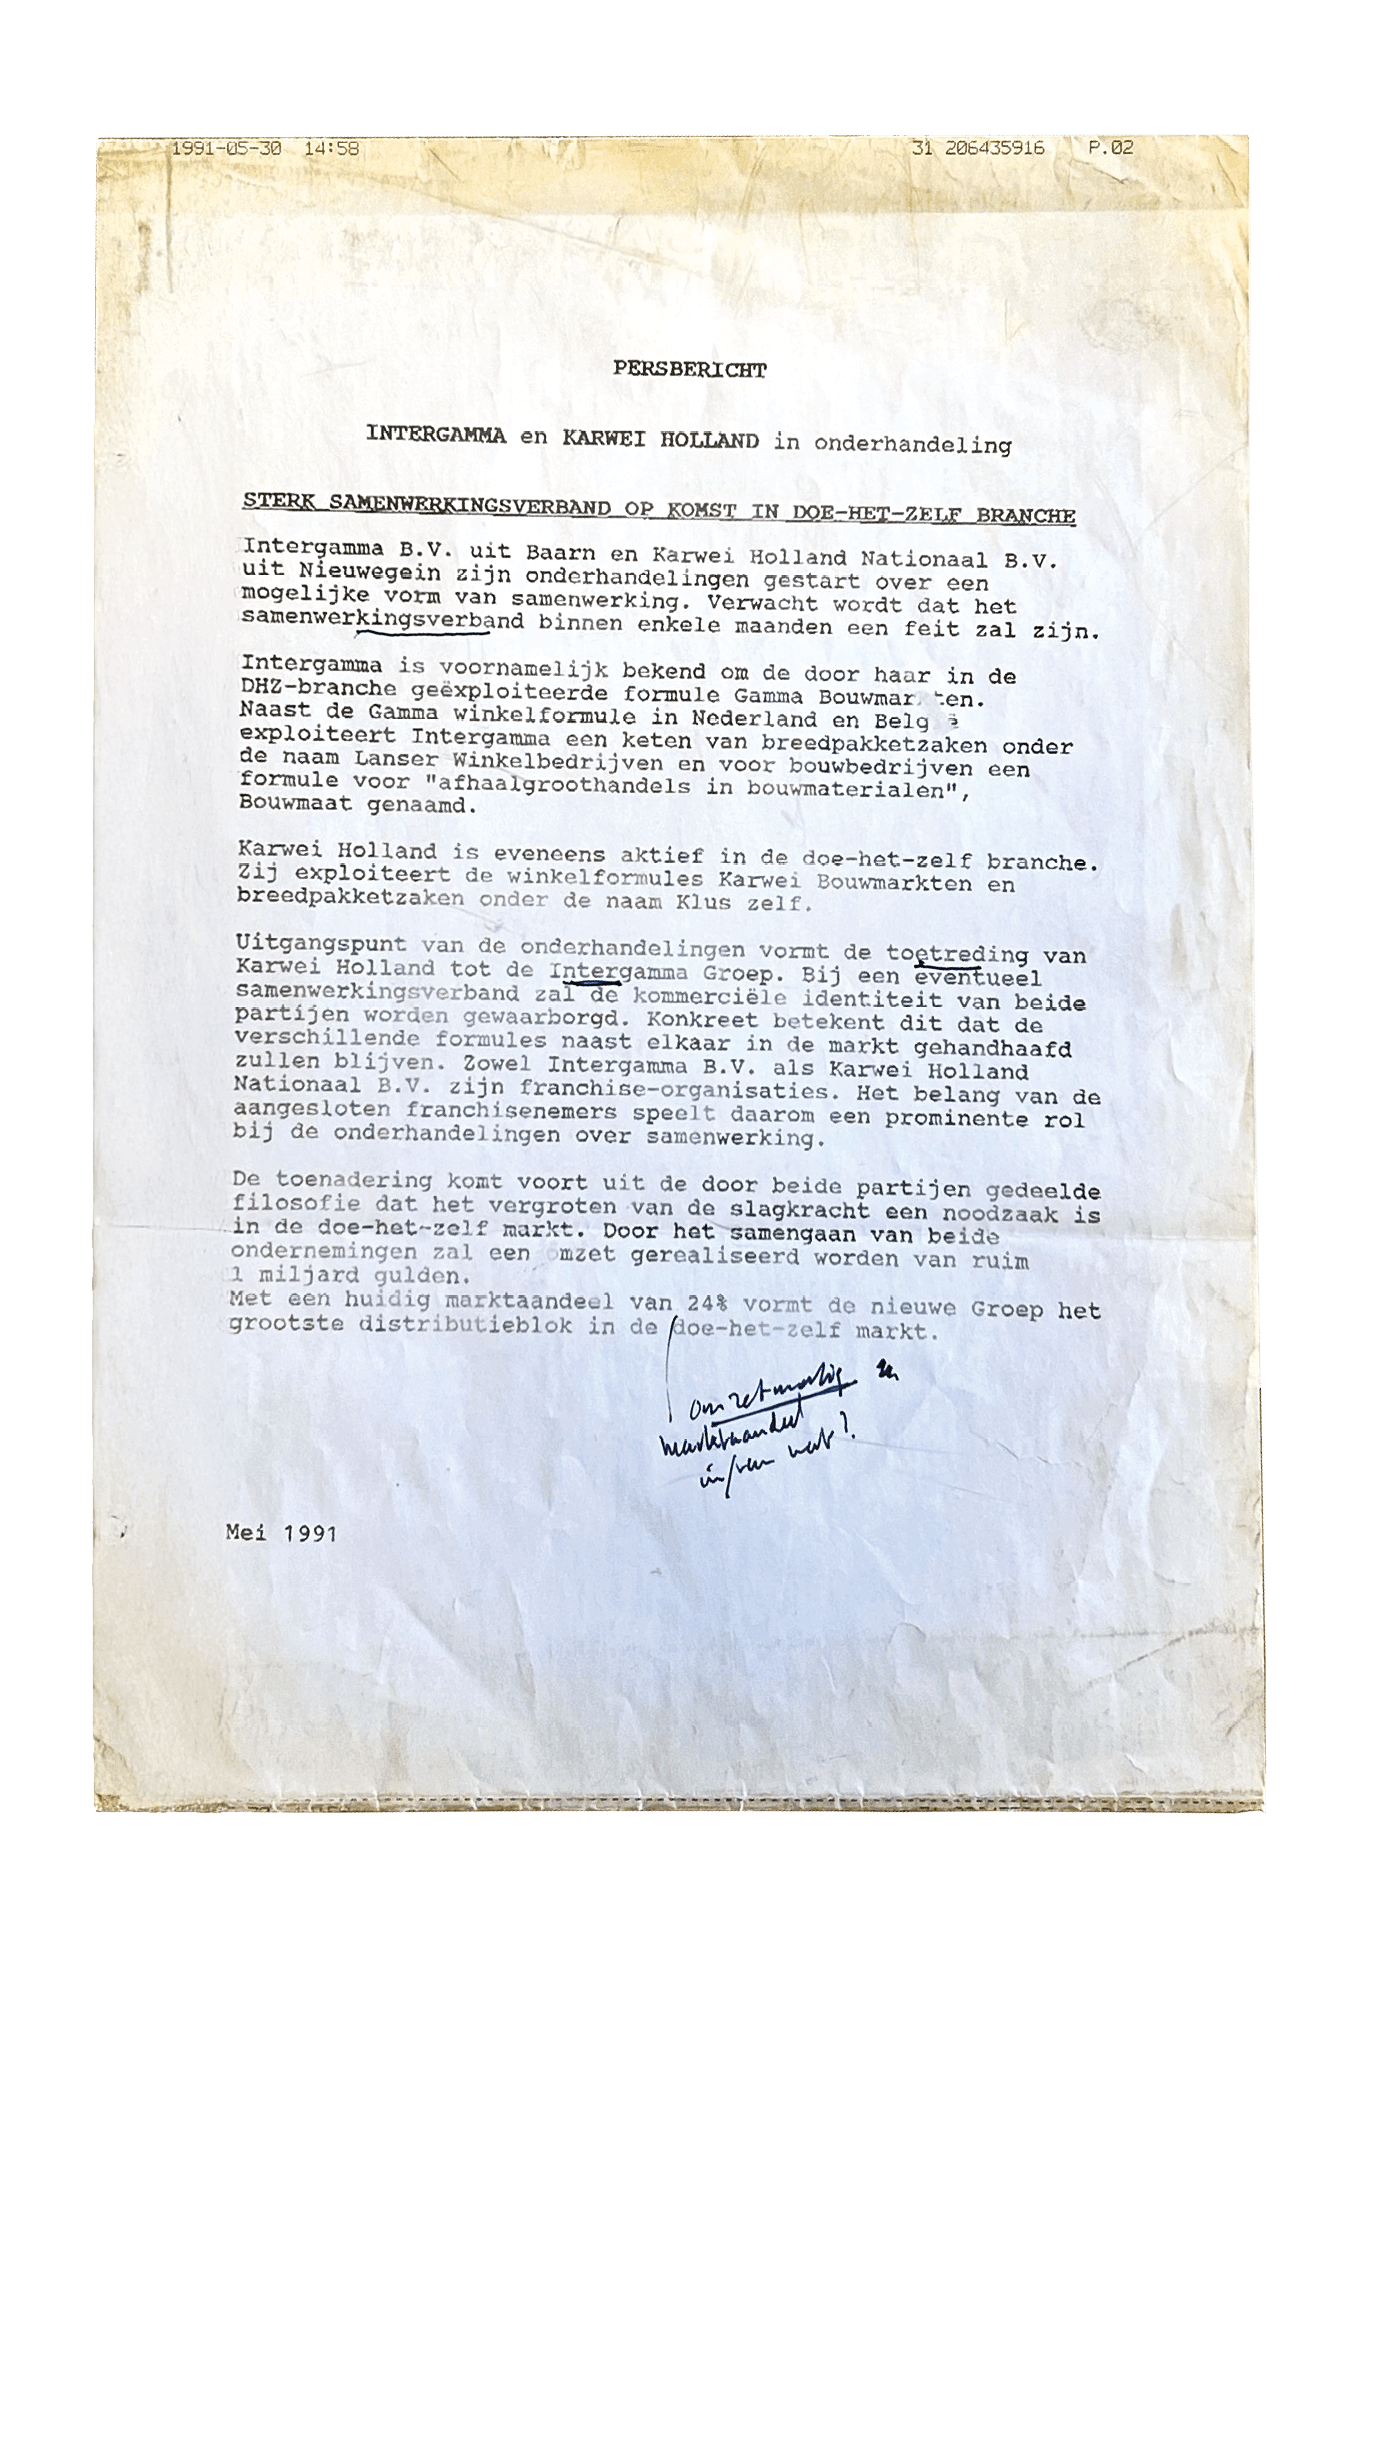 1991-05-30 14:58 31 206435916 P.02
PERSBERICHT
INTERGAMMA en KARWEI HOLLAND in onderhandeling
STERK SAMENWERKINGSVERBAND OP KOMST IN DOE-HET-ZELF BRANCHE
Intergamma B.V. uit Baarn en Karwei Holland Nationaal B.V.
uit Nieuwegein zijn onderhandelingen gestart over een
mogelijke vorm van samenwerking. Verwacht wordt dat het
samenwerkingsverband binnen enkele maanden een feit zal zijn.
Intergamma is voornamelijk bekend om de door haar in de
DHZ-branche geëxploiteerde formule Gamma Bouwmarkten.
Naast de Gamma winkelformule in Nederland en België
exploiteert Intergamma een keten van breedpakketzaken onder
de naam Lanser Winkelbedrijven en voor bouwbedrijven een
formule voor "afhaalgroothandels in bouwmaterialen",
Bouwmaat genaamd.
Karwei Holland is eveneens aktief in de doe-het-zelf branche.
Zij exploiteert de winkelformules Karwei Bouwmarkten en
breedpakketzaken onder de naam Klus zelf.
Uitgangspunt van de onderhandelingen vormt de toetreding van
Karwei Holland tot de Intergamma Groep. Bij een eventueel
samenwerkingsverband zal de kommerciële identiteit van beide
partijen worden gewaarborgd. Konkreet betekent dit dat de
verschillende formules naast elkaar in de markt gehandhaafd
zullen blijven. Zowel Intergamma B.V. als Karwei Holland
Nationaal B.V. zijn franchise-organisaties. Het belang van de
aangesloten franchisenemers speelt daarom een prominente rol
bij de onderhandelingen over samenwerking.
De toenadering komt voort uit de door beide partijen gedeelde
filosofie dat het vergroten van de slagkracht een noodzaak is
in de doe-het-zelf markt. Door het samengaan van beide
ondernemingen zal een omzet gerealiseerd worden van ruim
1 miljard gulden.
Met een huidig marktaandeel van 24% vormt de nieuwe Groep het
grootste distributieblok in de doe-het-zelf markt.
omzetmatig
marktaandeel
in/van wat?
Mei 1991